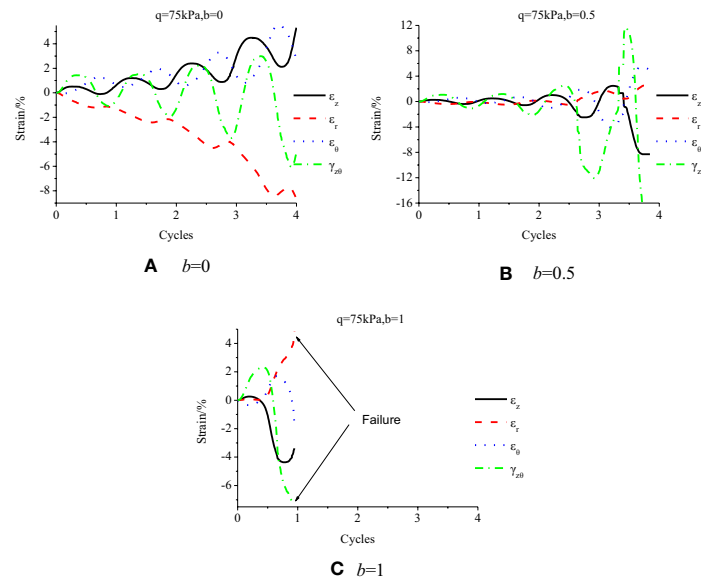 q=75kPa,b=0
Strain/%
4
2
0
-2
-4
-6
-8
0
1
2
3
4
Cycles
ε_z
ε_r
ε_θ
γ_zθ
A b=0
q=75kPa,b=0.5
Strain/%
12
8
4
0
-4
-8
-12
-16
0
1
2
3
4
Cycles
ε_z
ε_r
ε_θ
γ_z
B b=0.5
q=75kPa,b=1
Strain/%
4
2
0
-2
-4
-6
0
1
2
3
4
Cycles
Failure
ε_z
ε_r
ε_θ
γ_zθ
C b=1